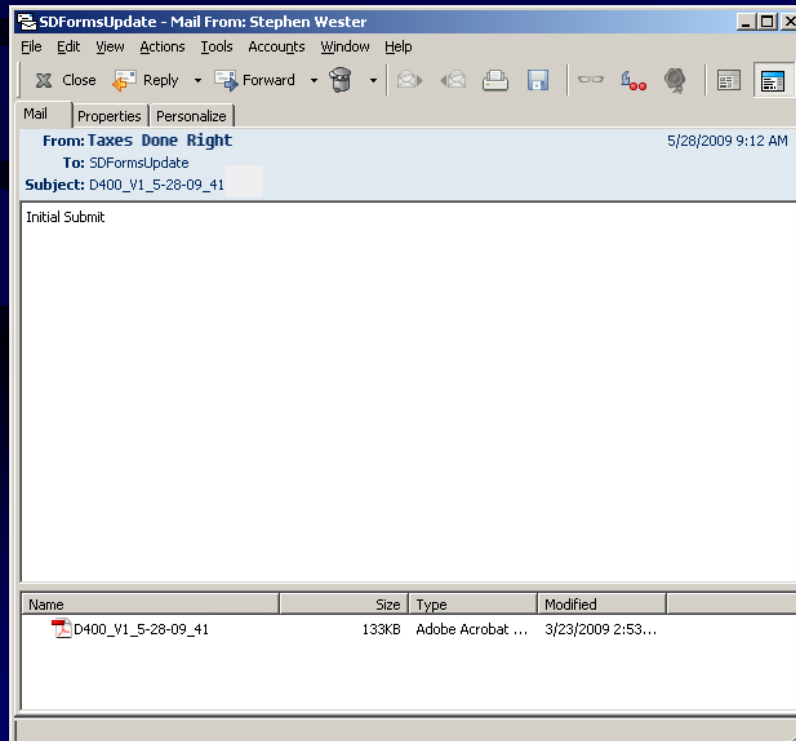 SDFormsUpdate - Mail From: Stephen Wester
File Edit View Actions Tools Accounts Window Help
Close Reply Forward
Mail Properties Personalize
From: Taxes Done Right 5/28/2009 9:12 AM
To: SDFormsUpdate
Subject: D400_V1_5-28-09_41
Initial Submit
Name Size Type Modified
D400_V1_5-28-09_41 133KB Adobe Acrobat ... 3/23/2009 2:53...